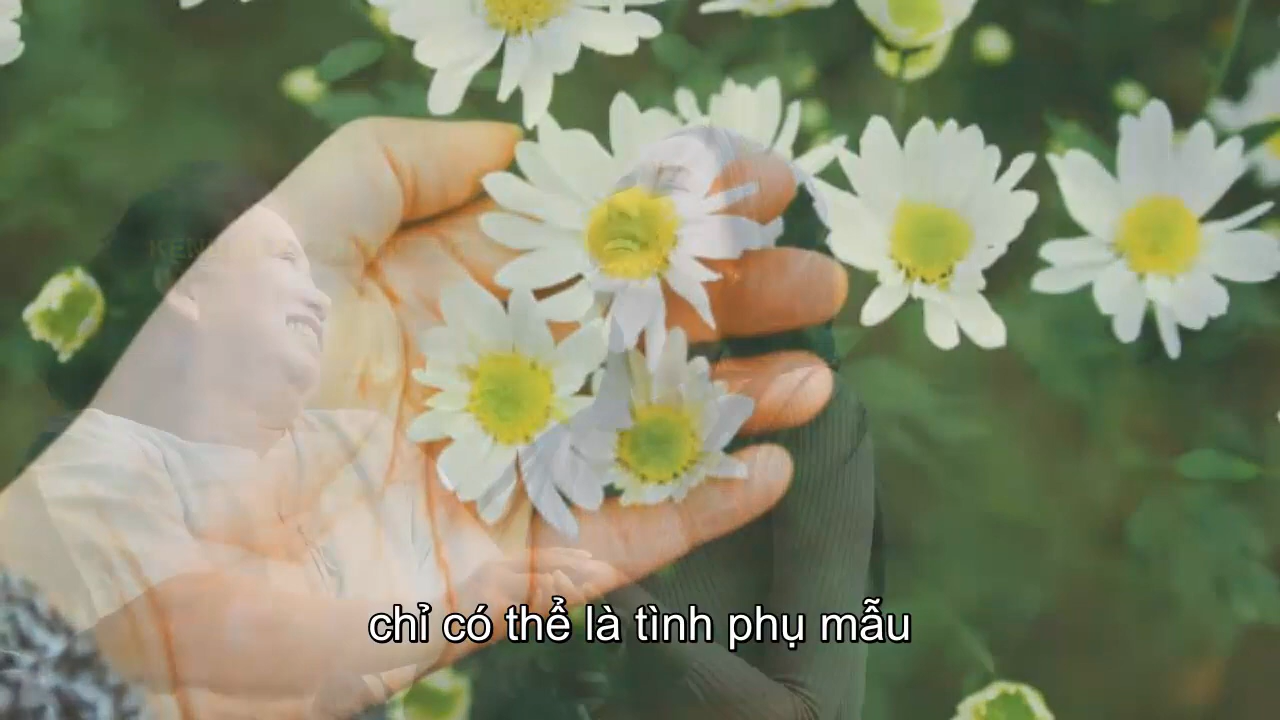 chỉ có thể là tình phụ mẫu